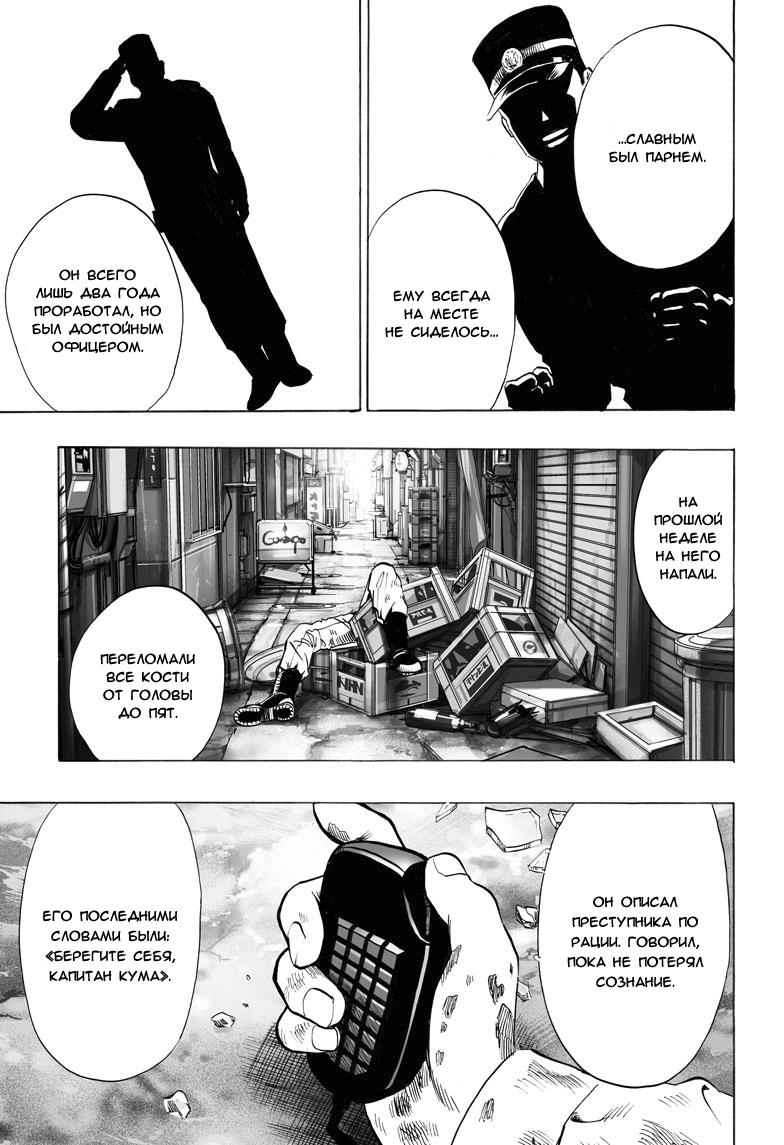 ...СЛАВНЫМ
БЫЛ ПАРНЕМ.
ЕМУ ВСЕГДА
НА МЕСТЕ
НЕ СИДЕЛОСЬ...
ОН ВСЕГО
ЛИШЬ ДВА ГОДА
ПРОРАБОТАЛ, НО
БЫЛ ДОСТОЙНЫМ
ОФИЦЕРОМ.
НА
ПРОШЛОЙ
НЕДЕЛЕ
НА НЕГО
НАПАЛИ.
ПЕРЕЛОМАЛИ
ВСЕ КОСТИ
ОТ ГОЛОВЫ
ДО ПЯТ.
ОН ОПИСАЛ
ПРЕСТУПНИКА ПО
РАЦИИ. ГОВОРИЛ,
ПОКА НЕ ПОТЕРЯЛ
СОЗНАНИЕ.
ЕГО ПОСЛЕДНИМИ
СЛОВАМИ БЫЛИ:
«БЕРЕГИТЕ СЕБЯ,
КАПИТАН КУМА».